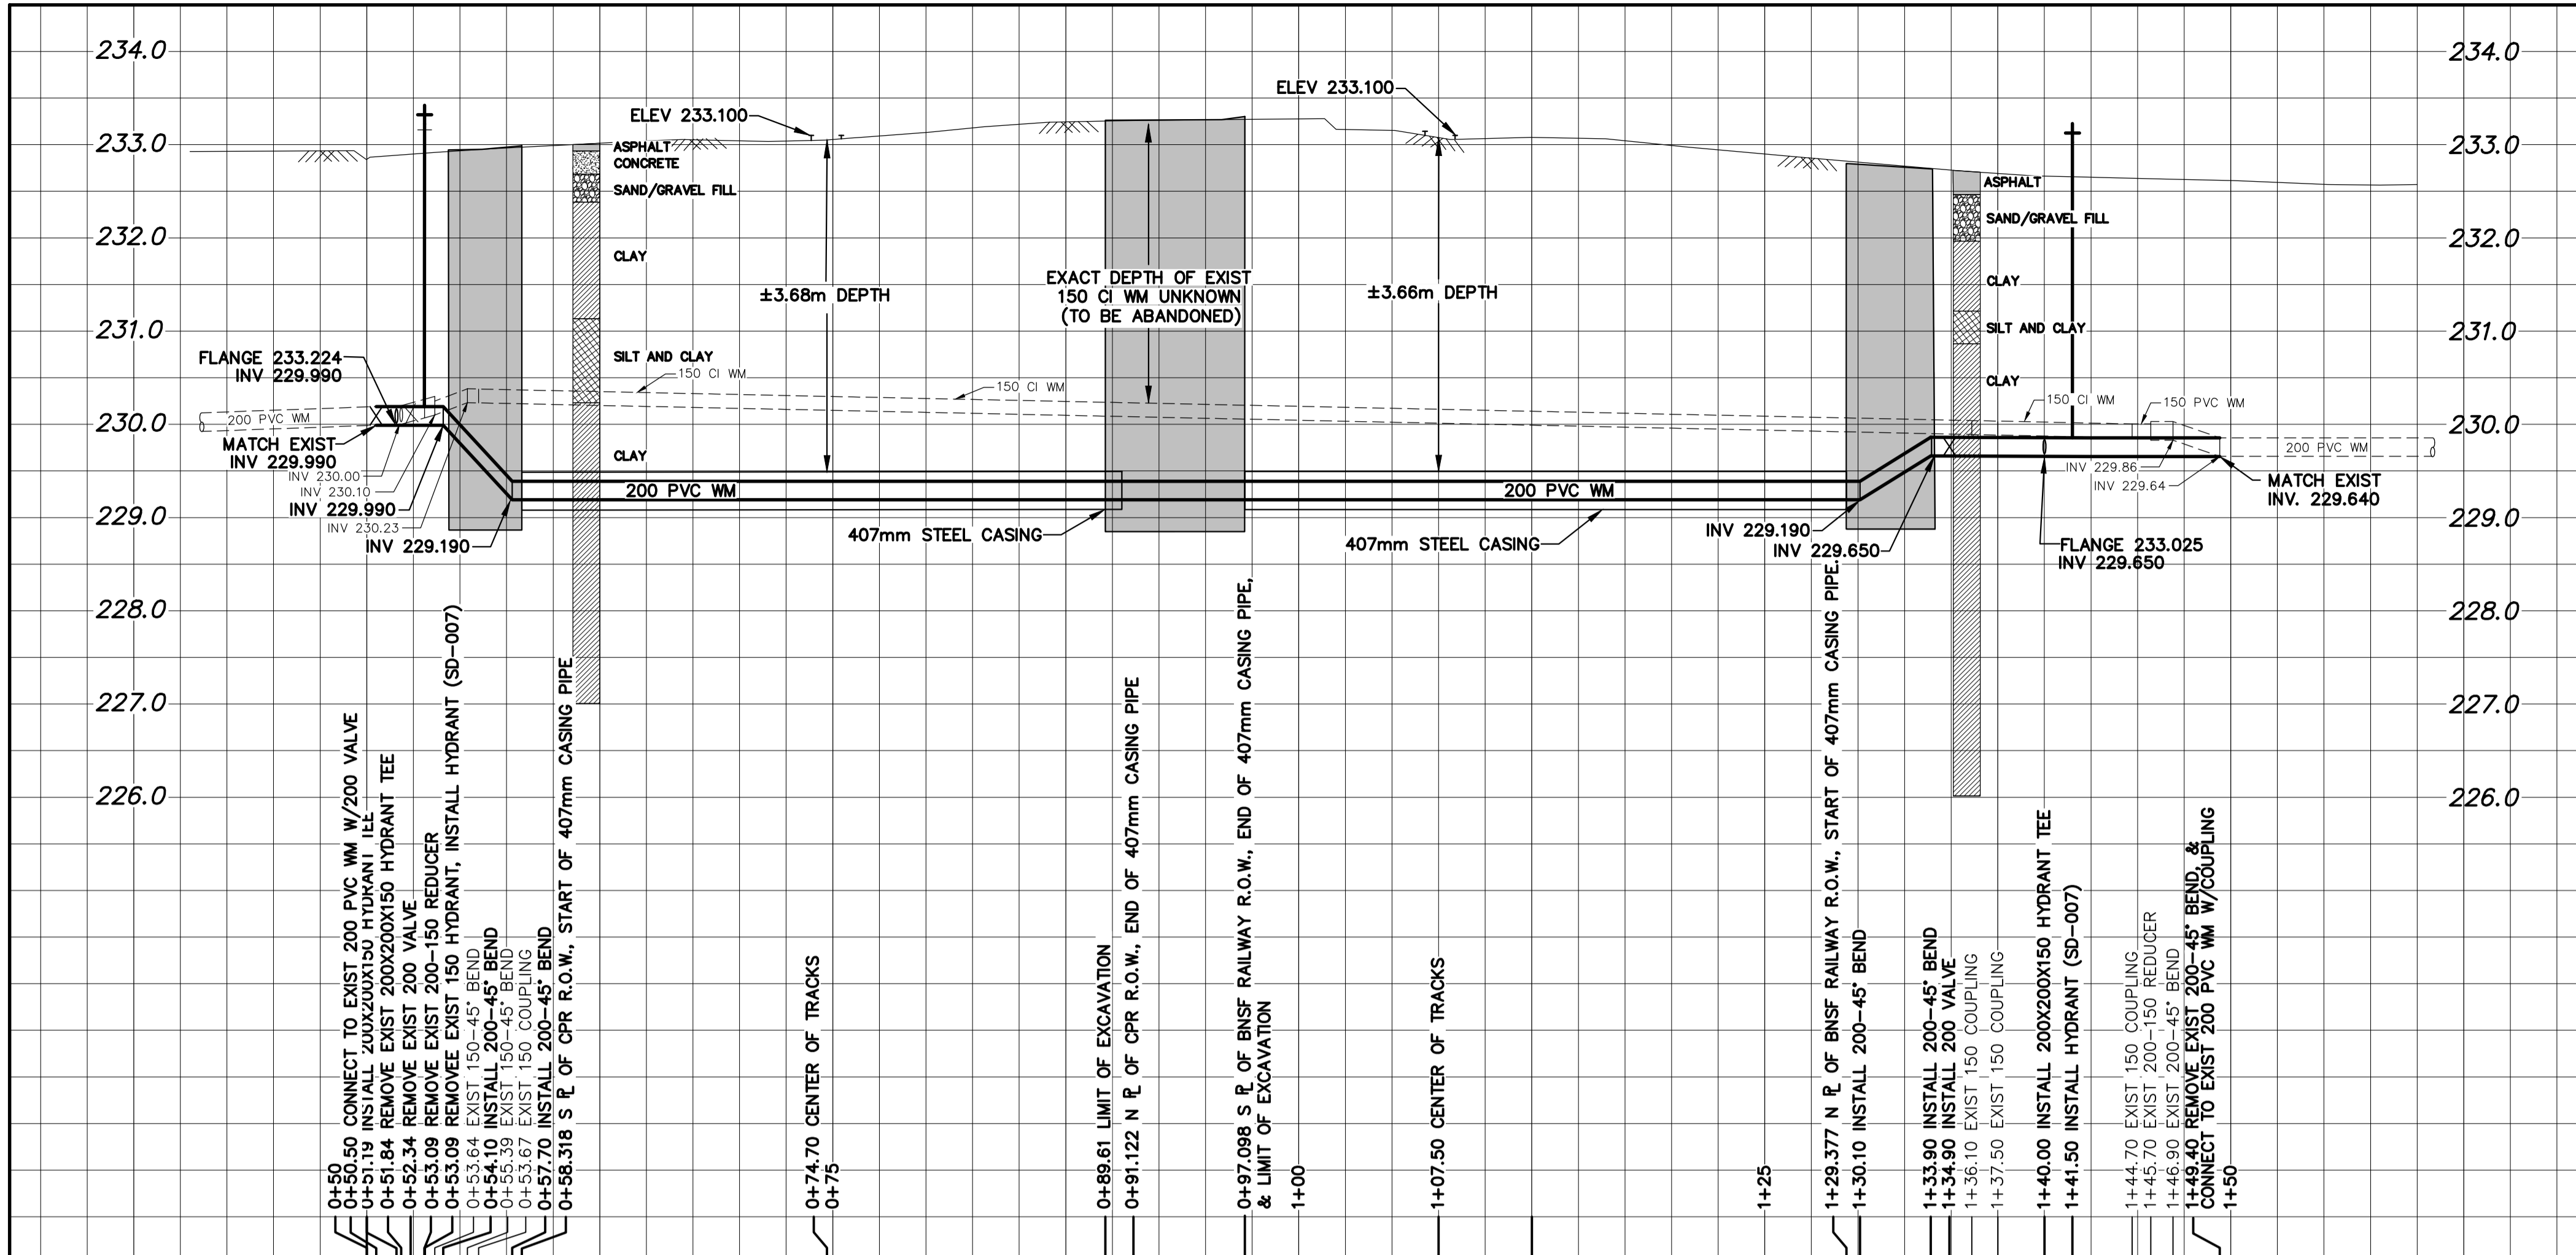 234.0
234.0
ELEV 233.100
ELEV 233.100
233.0
233.0
ASPHALT
CONCRETE
SAND/GRAVEL FILL
ASPHALT
SAND/GRAVEL FILL
232.0
232.0
CLAY
CLAY
±3.68m DEPTH
EXACT DEPTH OF EXIST
150 CI WM UNKNOWN
(TO BE ABANDONED)
±3.66m DEPTH
231.0
231.0
SILT AND CLAY
SILT AND CLAY
FLANGE 233.224
INV 229.990
150 CI WM
150 CI WM
CLAY
150 CI WM
150 PVC WM
230.0
230.0
200 PVC WM
MATCH EXIST
INV 229.990
INV 230.00
INV 230.10
INV 229.990
INV 230.23
INV 229.190
CLAY
200 PVC WM
200 PVC WM
200 PVC WM
INV 229.86
INV 229.64
MATCH EXIST
INV. 229.640
229.0
229.0
407mm STEEL CASING
407mm STEEL CASING
INV 229.190
INV 229.650
FLANGE 233.025
INV 229.650
228.0
228.0
227.0
227.0
226.0
226.0
0+50
0+50.50 CONNECT TO EXIST 200 PVC WM W/200 VALVE
0+51.19 INSTALL 200X200X150 HYDRANT TEE
0+51.84 REMOVE EXIST 200X200X150 HYDRANT TEE
0+52.34 REMOVE EXIST 200 VALVE
0+53.09 REMOVE EXIST 200-150 REDUCER
0+53.09 REMOVEE EXIST 150 HYDRANT, INSTALL HYDRANT (SD-007)
0+53.64 EXIST 150-45° BEND
0+54.10 INSTALL 200-45° BEND
0+55.39 EXIST 150-45° BEND
0+53.67 EXIST 150 COUPLING
0+57.70 INSTALL 200-45° BEND
0+58.318 S PL OF CPR R.O.W., START OF 407mm CASING PIPE
0+74.70 CENTER OF TRACKS
0+75
0+89.61 LIMIT OF EXCAVATION
0+91.122 N PL OF CPR R.O.W., END OF 407mm CASING PIPE
0+97.098 S PL OF BNSF RAILWAY R.O.W., END OF 407mm CASING PIPE,
& LIMIT OF EXCAVATION
1+00
1+07.50 CENTER OF TRACKS
1+25
1+29.377 N PL OF BNSF RAILWAY R.O.W., START OF 407mm CASING PIPE.
1+30.10 INSTALL 200-45° BEND
1+33.90 INSTALL 200-45° BEND
1+34.90 INSTALL 200 VALVE
1+36.10 EXIST 150 COUPLING
1+37.50 EXIST 150 COUPLING
1+40.00 INSTALL 200X200X150 HYDRANT TEE
1+41.50 INSTALL HYDRANT (SD-007)
1+44.70 EXIST 150 COUPLING
1+45.70 EXIST 200-150 REDUCER
1+46.90 EXIST 200-45° BEND
1+49.40 REMOVE EXIST 200-45° BEND, &
CONNECT TO EXIST 200 PVC WM W/COUPLING
1+50